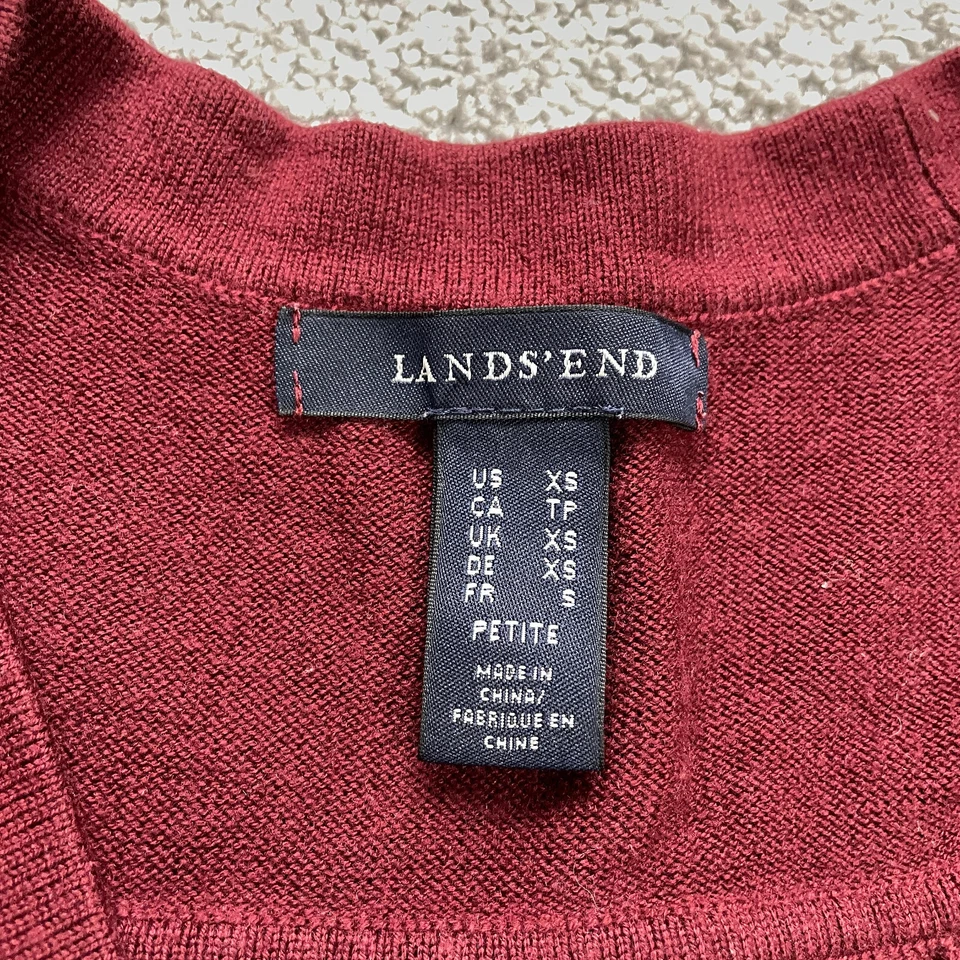 LANDS' END
US XS
CA TP
UK XS
DE XS
FR S
PETITE
MADE IN
CHINA/
FABRIQUE EN
CHINE